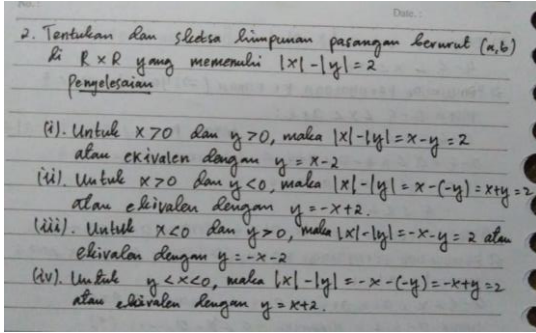 No.:
Date.:
2. Tentukan dan sketsa himpunan pasangan berurut (a,b)
di R × R yang memenuhi |x|-|y|=2
Penyelesaian
(i). Untuk x>0 dan y>0, maka |x|-|y|=x-y=2
atau ekivalen dengan y=x-2
(ii). Untuk x>0 dan y<0, maka |x|-|y|=x-(-y)=x+y=2
atau ekivalen dengan y=-x+2.
(iii). Untuk x<0 dan y>0, maka |x|-|y|=-x-y=2 atau
ekivalen dengan y=-x-2
(iv). Untuk y<x<0, maka |x|-|y|=-x-(-y)=-x+y=2
atau ekivalen dengan y=x+2.